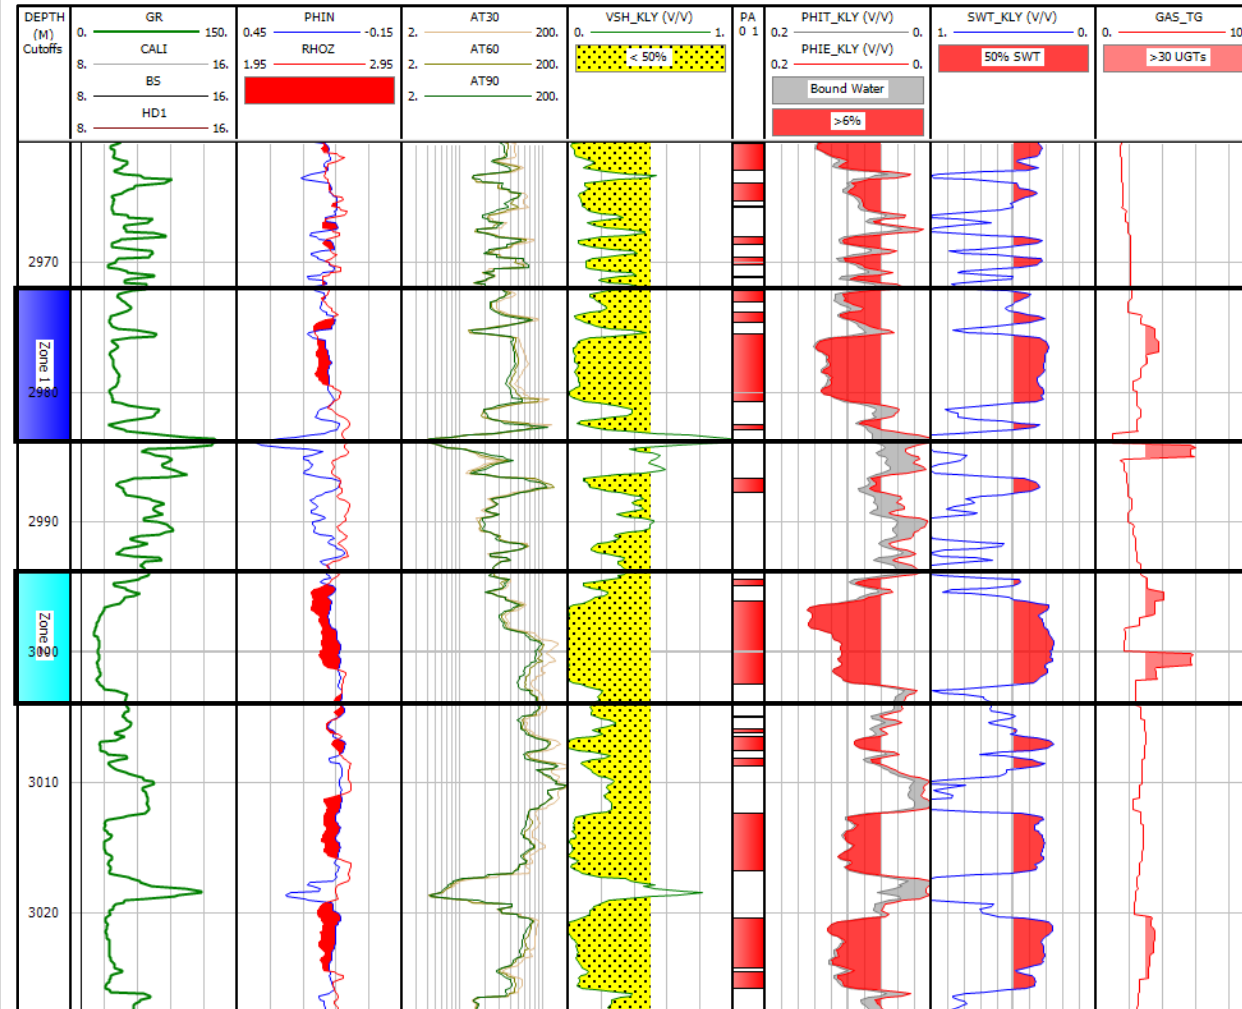 DEPTH
(M)
Cutoffs
GR
0. 150.
CALI
8. 16.
BS
8. 16.
HD1
8. 16.
PHIN
0.45 -0.15
RHOZ
1.95 2.95
AT30
2. 200.
AT60
2. 200.
AT90
2. 200.
VSH_KLY (V/V)
0. 1.
< 50%
PA
0 1
PHIT_KLY (V/V)
0.2 0.
PHIE_KLY (V/V)
0.2 0.
Bound Water
>6%
SWT_KLY (V/V)
1. 0.
50% SWT
GAS_TG
0. 10
>30 UGTs
2970
Zone 1
2980
2990
Zone
3000
3010
3020